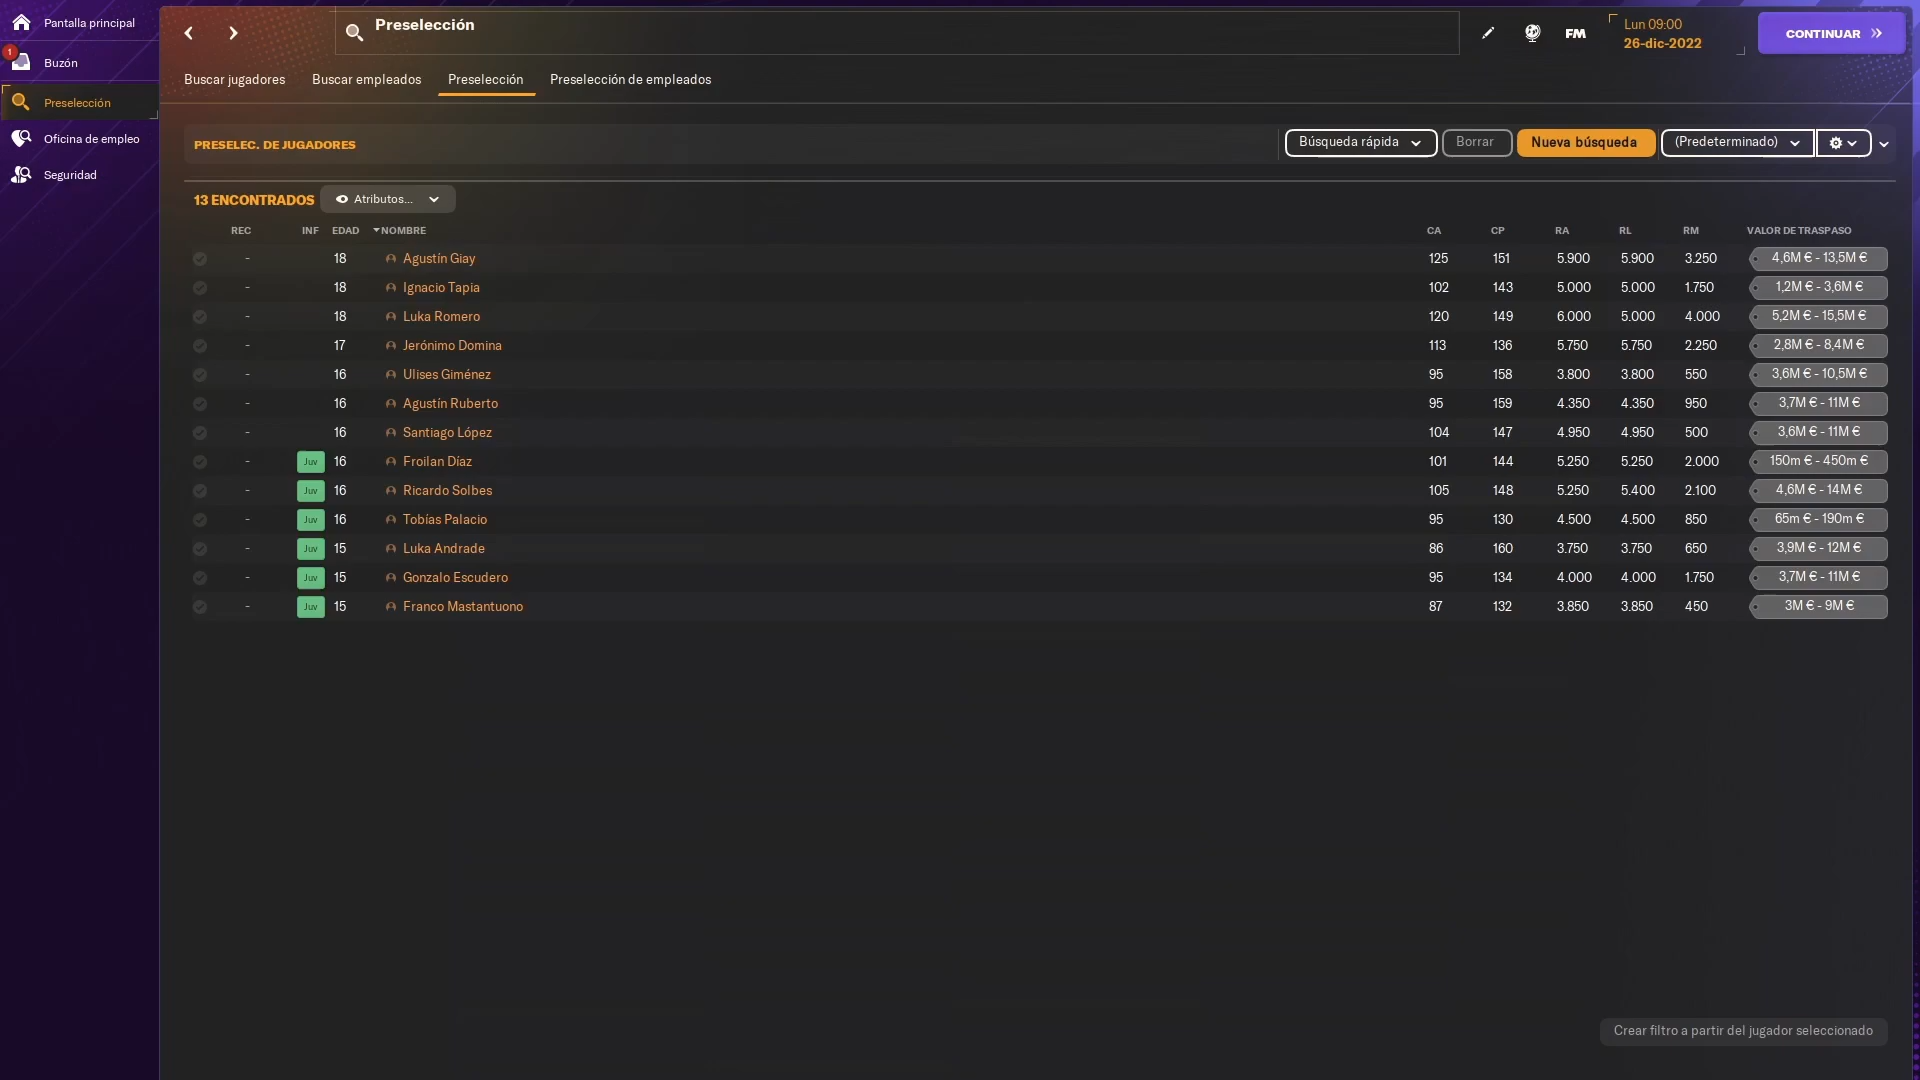 Pantalla principal
1
Buzón
Preselección
Oficina de empleo
Seguridad
Preselección
FM
Lun 09:00
26-dic-2022
CONTINUAR
Buscar jugadores Buscar empleados Preselección Preselección de empleados
PRESELEC. DE JUGADORES
Búsqueda rápida Borrar Nueva búsqueda (Predeterminado)
13 ENCONTRADOS Atributos...
REC INF EDAD NOMBRE CA CP RA RL RM VALOR DE TRASPASO
- 18 Agustín Giay 125 151 5.900 5.900 3.250 4,6M € - 13,5M €
- 18 Ignacio Tapia 102 143 5.000 5.000 1.750 1,2M € - 3,6M €
- 18 Luka Romero 120 149 6.000 5.000 4.000 5,2M € - 15,5M €
- 17 Jerónimo Domina 113 136 5.750 5.750 2.250 2,8M € - 8,4M €
- 16 Ulises Giménez 95 158 3.800 3.800 550 3,6M € - 10,5M €
- 16 Agustín Ruberto 95 159 4.350 4.350 950 3,7M € - 11M €
- 16 Santiago López 104 147 4.950 4.950 500 3,6M € - 11M €
- Juv 16 Froilan Díaz 101 144 5.250 5.250 2.000 150m € - 450m €
- Juv 16 Ricardo Solbes 105 148 5.250 5.400 2.100 4,6M € - 14M €
- Juv 16 Tobías Palacio 95 130 4.500 4.500 850 65m € - 190m €
- Juv 15 Luka Andrade 86 160 3.750 3.750 650 3,9M € - 12M €
- Juv 15 Gonzalo Escudero 95 134 4.000 4.000 1.750 3,7M € - 11M €
- Juv 15 Franco Mastantuono 87 132 3.850 3.850 450 3M € - 9M €
Crear filtro a partir del jugador seleccionado